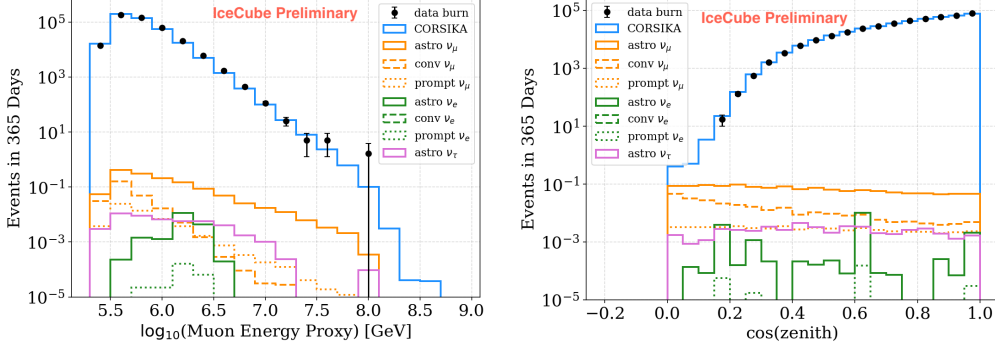 IceCube Preliminary
data burn
CORSIKA
astro ν_μ
conv ν_μ
prompt ν_μ
astro ν_e
conv ν_e
prompt ν_e
astro ν_τ
10^5
10^3
10^1
10^−1
10^−3
10^−5
Events in 365 Days
5.5 6.0 6.5 7.0 7.5 8.0 8.5 9.0
log_10(Muon Energy Proxy) [GeV]
IceCube Preliminary
data burn
CORSIKA
astro ν_μ
conv ν_μ
prompt ν_μ
astro ν_e
conv ν_e
prompt ν_e
astro ν_τ
10^5
10^3
10^1
10^−1
10^−3
10^−5
Events in 365 Days
−0.2 0.0 0.2 0.4 0.6 0.8 1.0
cos(zenith)